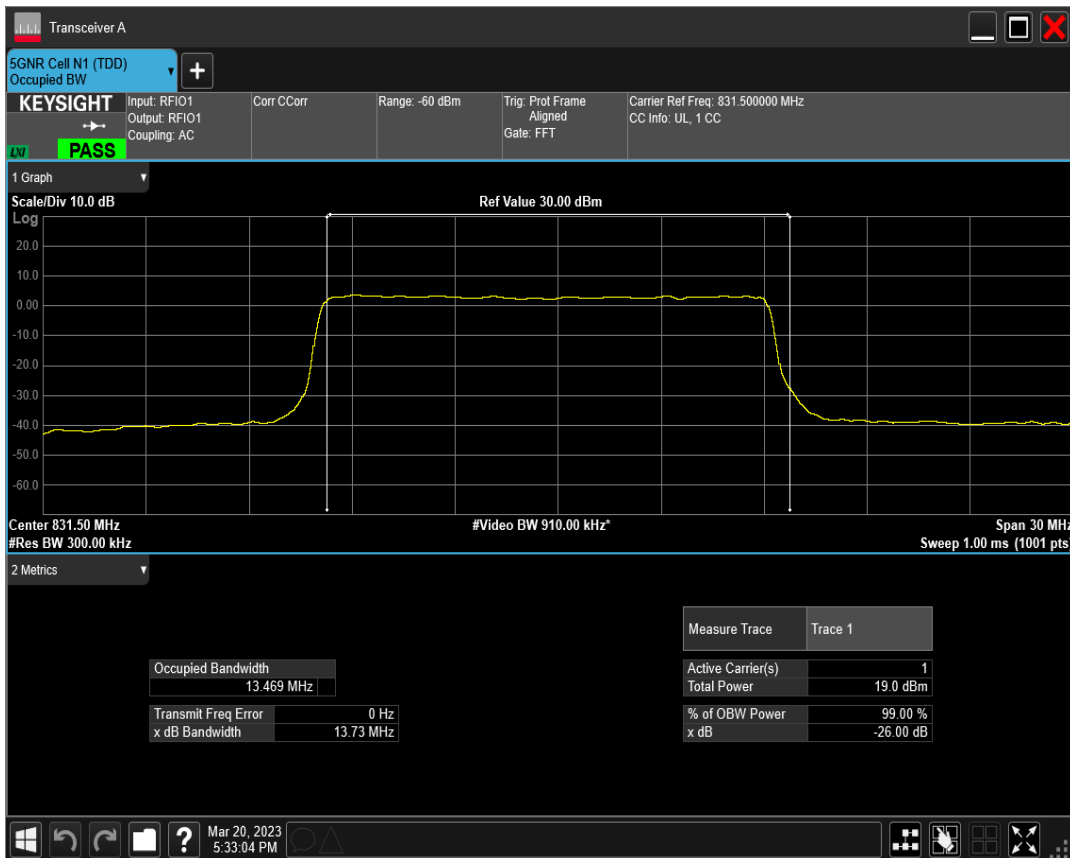 Transceiver A
5GNR Cell N1 (TDD)
Occupied BW
KEYSIGHT
LXI
PASS
Input: RFIO1
Output: RFIO1
Coupling: AC
Corr CCorr
Range: -60 dBm
Trig: Prot Frame
Aligned
Gate: FFT
Carrier Ref Freq: 831.500000 MHz
CC Info: UL, 1 CC
1 Graph
Scale/Div 10.0 dB
Ref Value 30.00 dBm
Log
20.0
10.0
0.00
-10.0
-20.0
-30.0
-40.0
-50.0
-60.0
Center 831.50 MHz
#Video BW 910.00 kHz*
Span 30 MHz
#Res BW 300.00 kHz
Sweep 1.00 ms (1001 pts)
2 Metrics
Measure Trace Trace 1
Occupied Bandwidth
13.469 MHz
Active Carrier(s) 1
Total Power 19.0 dBm
Transmit Freq Error 0 Hz
x dB Bandwidth 13.73 MHz
% of OBW Power 99.00 %
x dB -26.00 dB
?
Mar 20, 2023
5:33:04 PM